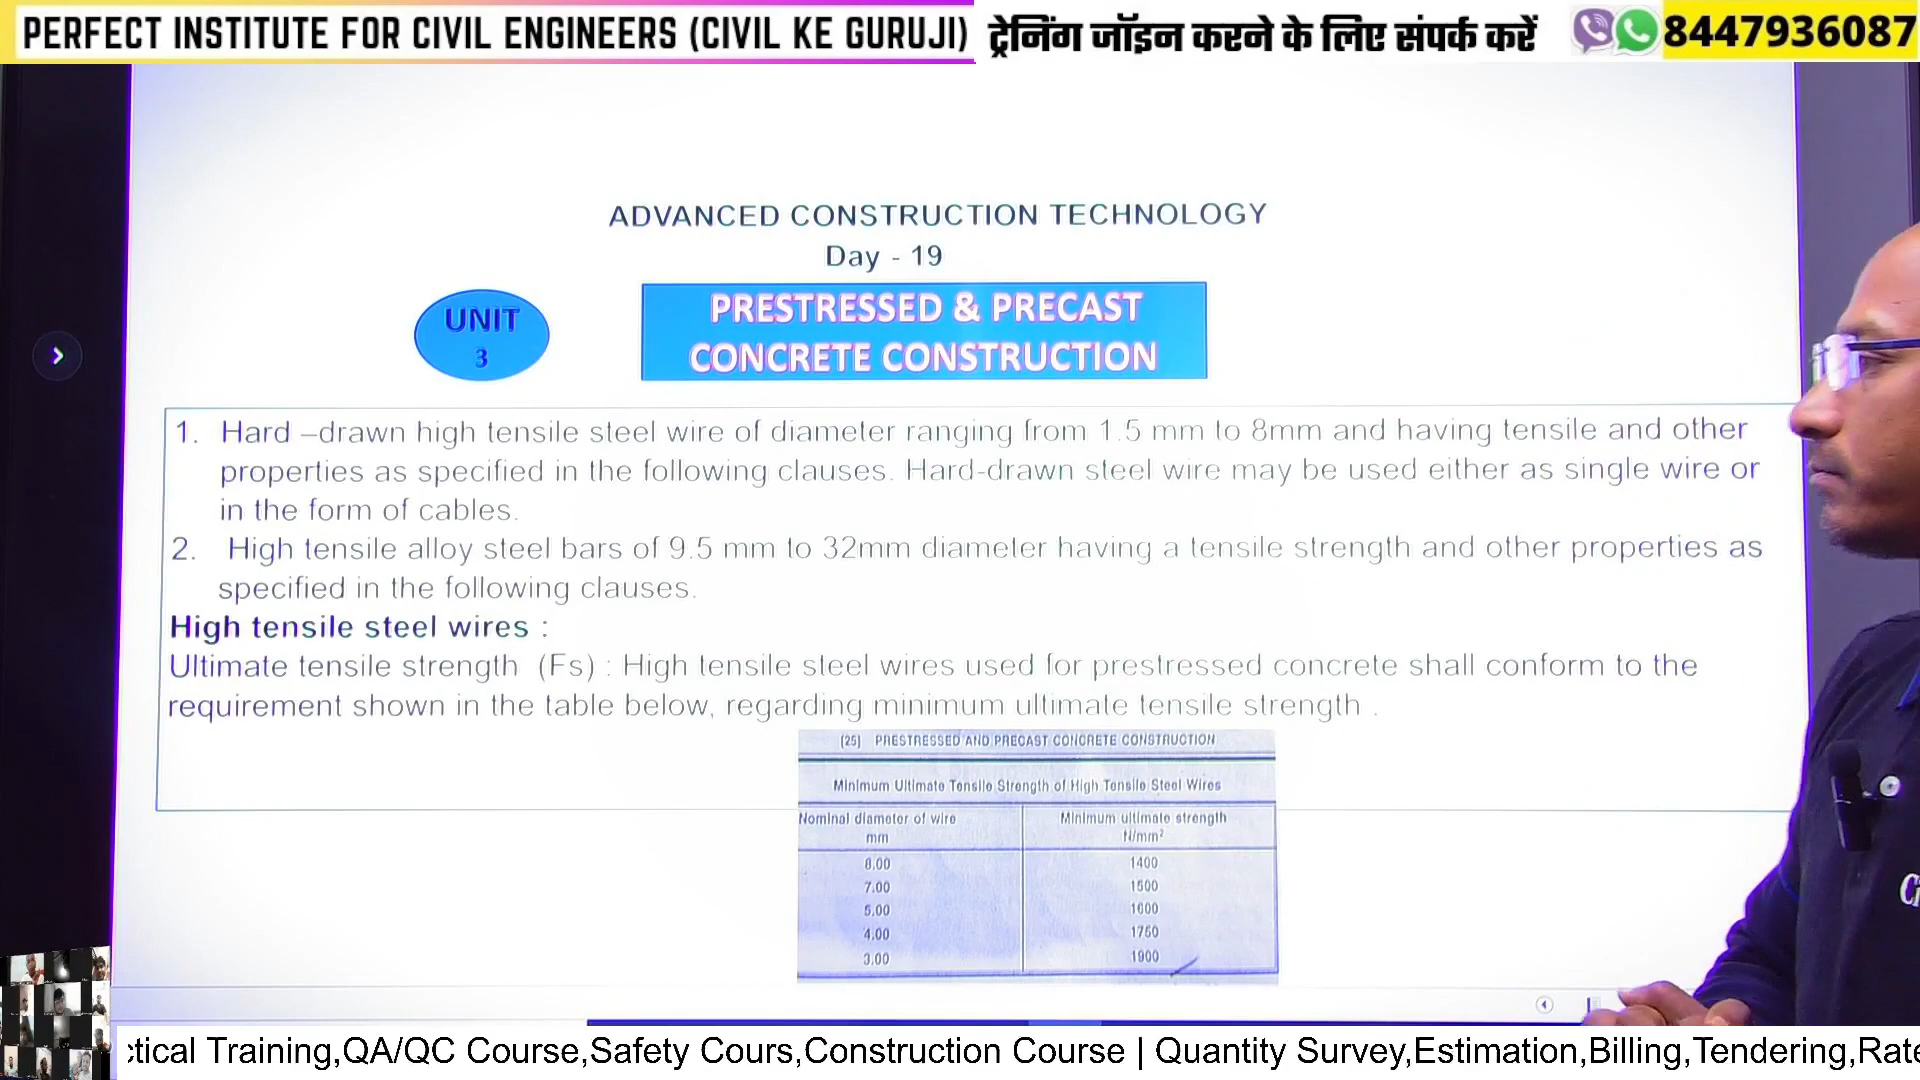 PERFECT INSTITUTE FOR CIVIL ENGINEERS (CIVIL KE GURUJI) ट्रेनिंग जॉइन करने के लिए संपर्क करें 8447936087
ADVANCED CONSTRUCTION TECHNOLOGY
Day - 19
UNIT
3
PRESTRESSED & PRECAST
CONCRETE CONSTRUCTION
1. Hard –drawn high tensile steel wire of diameter ranging from 1.5 mm to 8mm and having tensile and other
properties as specified in the following clauses. Hard-drawn steel wire may be used either as single wire or
in the form of cables.
2. High tensile alloy steel bars of 9.5 mm to 32mm diameter having a tensile strength and other properties as
specified in the following clauses.
High tensile steel wires :
Ultimate tensile strength (Fs) : High tensile steel wires used for prestressed concrete shall conform to the
requirement shown in the table below, regarding minimum ultimate tensile strength .
(25) PRESTRESSED AND PRECAST CONCRETE CONSTRUCTION
Minimum Ultimate Tensile Strength of High Tensile Steel Wires
Nominal diameter of wire Minimum ultimate strength
mm N/mm²
8.00 1400
7.00 1500
5.00 1600
4.00 1750
3.00 1900
ctical Training,QA/QC Course,Safety Cours,Construction Course | Quantity Survey,Estimation,Billing,Tendering,Rate